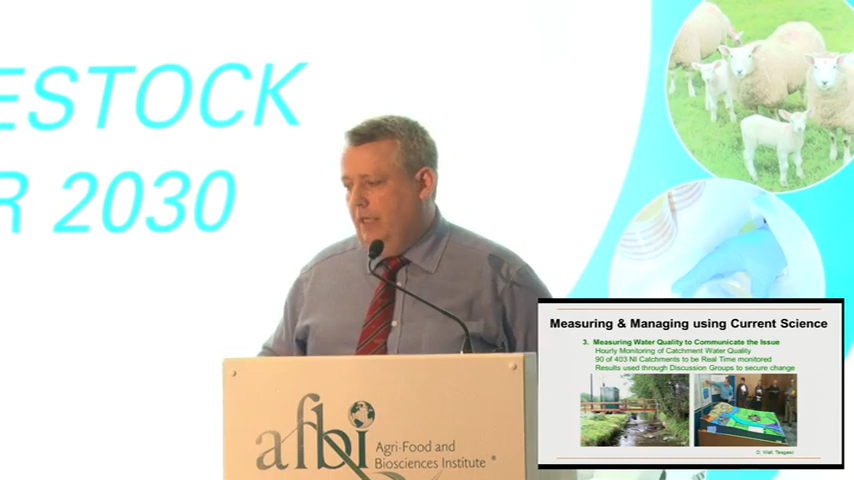 ESTOCK
R 2030
afbi
Agri-Food and
Biosciences Institute ®
Measuring & Managing using Current Science
3. Measuring Water Quality to Communicate the Issue
Hourly Monitoring of Catchment Water Quality
90 of 403 NI Catchments to be Real Time monitored
Results used through Discussion Groups to secure change
D. Wall, Teagasc